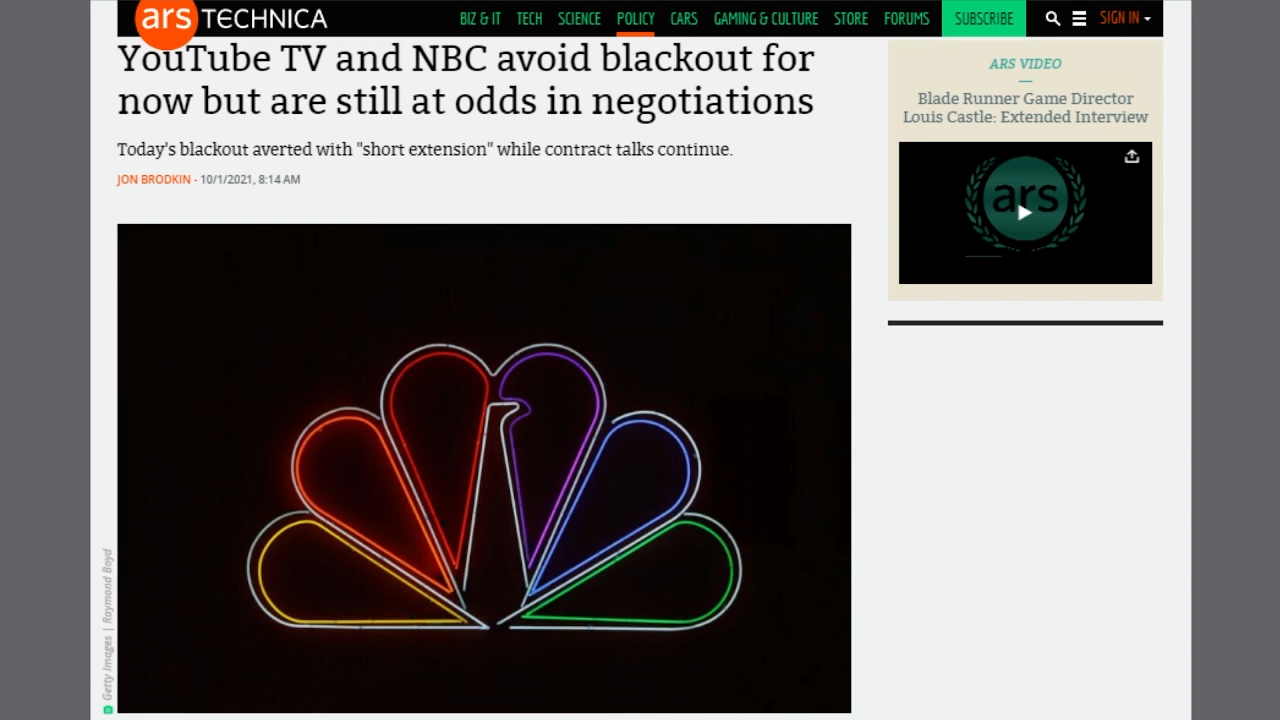 ars TECHNICA
BIZ & IT TECH SCIENCE POLICY CARS GAMING & CULTURE STORE FORUMS SUBSCRIBE SIGN IN
YouTube TV and NBC avoid blackout for
now but are still at odds in negotiations
Today's blackout averted with "short extension" while contract talks continue.
JON BRODKIN - 10/1/2021, 8:14 AM
Getty Images | Raymond Boyd
ARS VIDEO
Blade Runner Game Director
Louis Castle: Extended Interview
ars